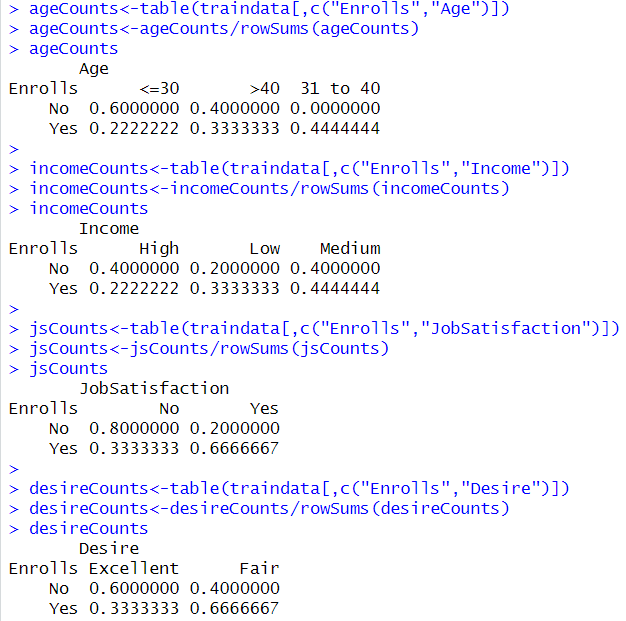 > ageCounts<-table(traindata[,c("Enrolls","Age")])
> ageCounts<-ageCounts/rowSums(ageCounts)
> ageCounts
       Age
Enrolls      <=30       >40  31 to 40
    No  0.6000000 0.4000000 0.0000000
    Yes 0.2222222 0.3333333 0.4444444
>
> incomeCounts<-table(traindata[,c("Enrolls","Income")])
> incomeCounts<-incomeCounts/rowSums(incomeCounts)
> incomeCounts
       Income
Enrolls      High       Low    Medium
    No  0.4000000 0.2000000 0.4000000
    Yes 0.2222222 0.3333333 0.4444444
>
> jsCounts<-table(traindata[,c("Enrolls","JobSatisfaction")])
> jsCounts<-jsCounts/rowSums(jsCounts)
> jsCounts
       JobSatisfaction
Enrolls        No       Yes
    No  0.8000000 0.2000000
    Yes 0.3333333 0.6666667
>
> desireCounts<-table(traindata[,c("Enrolls","Desire")])
> desireCounts<-desireCounts/rowSums(desireCounts)
> desireCounts
       Desire
Enrolls Excellent      Fair
    No  0.6000000 0.4000000
    Yes 0.3333333 0.6666667